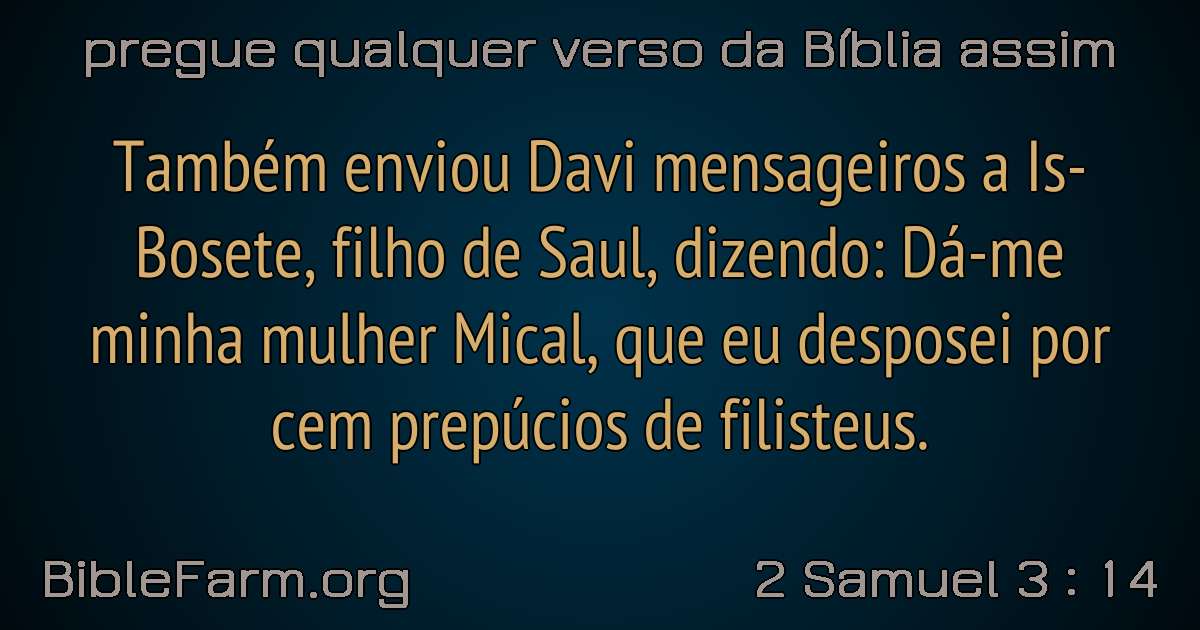 pregue qualquer verso da Bíblia assim
Também enviou Davi mensageiros a Is-
Bosete, filho de Saul, dizendo: Dá-me
minha mulher Mical, que eu desposei por
cem prepúcios de filisteus.
BibleFarm.org
2 Samuel 3 : 14